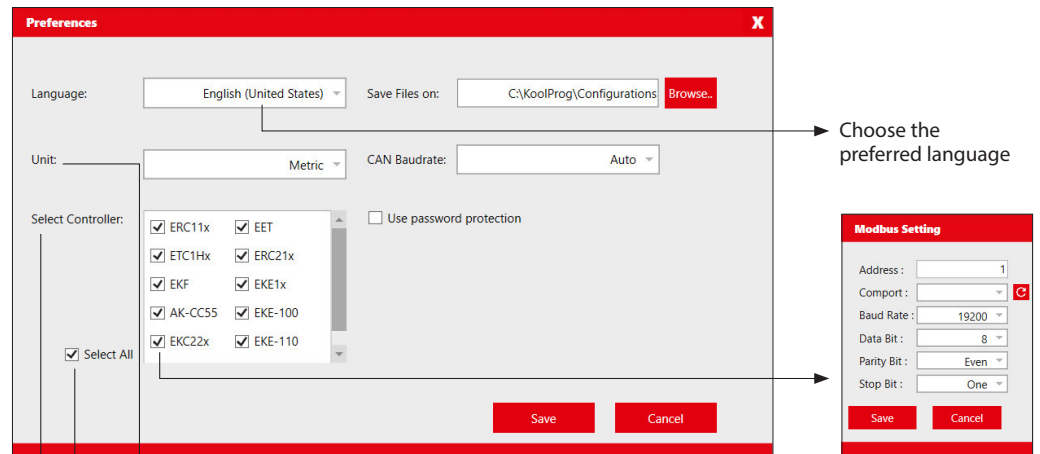 Preferences X
Language: English (United States) Save Files on: C:\KoolProg\Configurations Browse..
Choose the
preferred language
Unit: Metric CAN Baudrate: Auto
Select Controller: ERC11x EET Use password protection
ETC1Hx ERC21x
EKF EKE1x
AK-CC55 EKE-100
EKC22x EKE-110
Select All
Save Cancel
Modbus Setting
Address : 1
Comport :
Baud Rate : 19200
Data Bit : 8
Parity Bit : Even
Stop Bit : One
Save Cancel